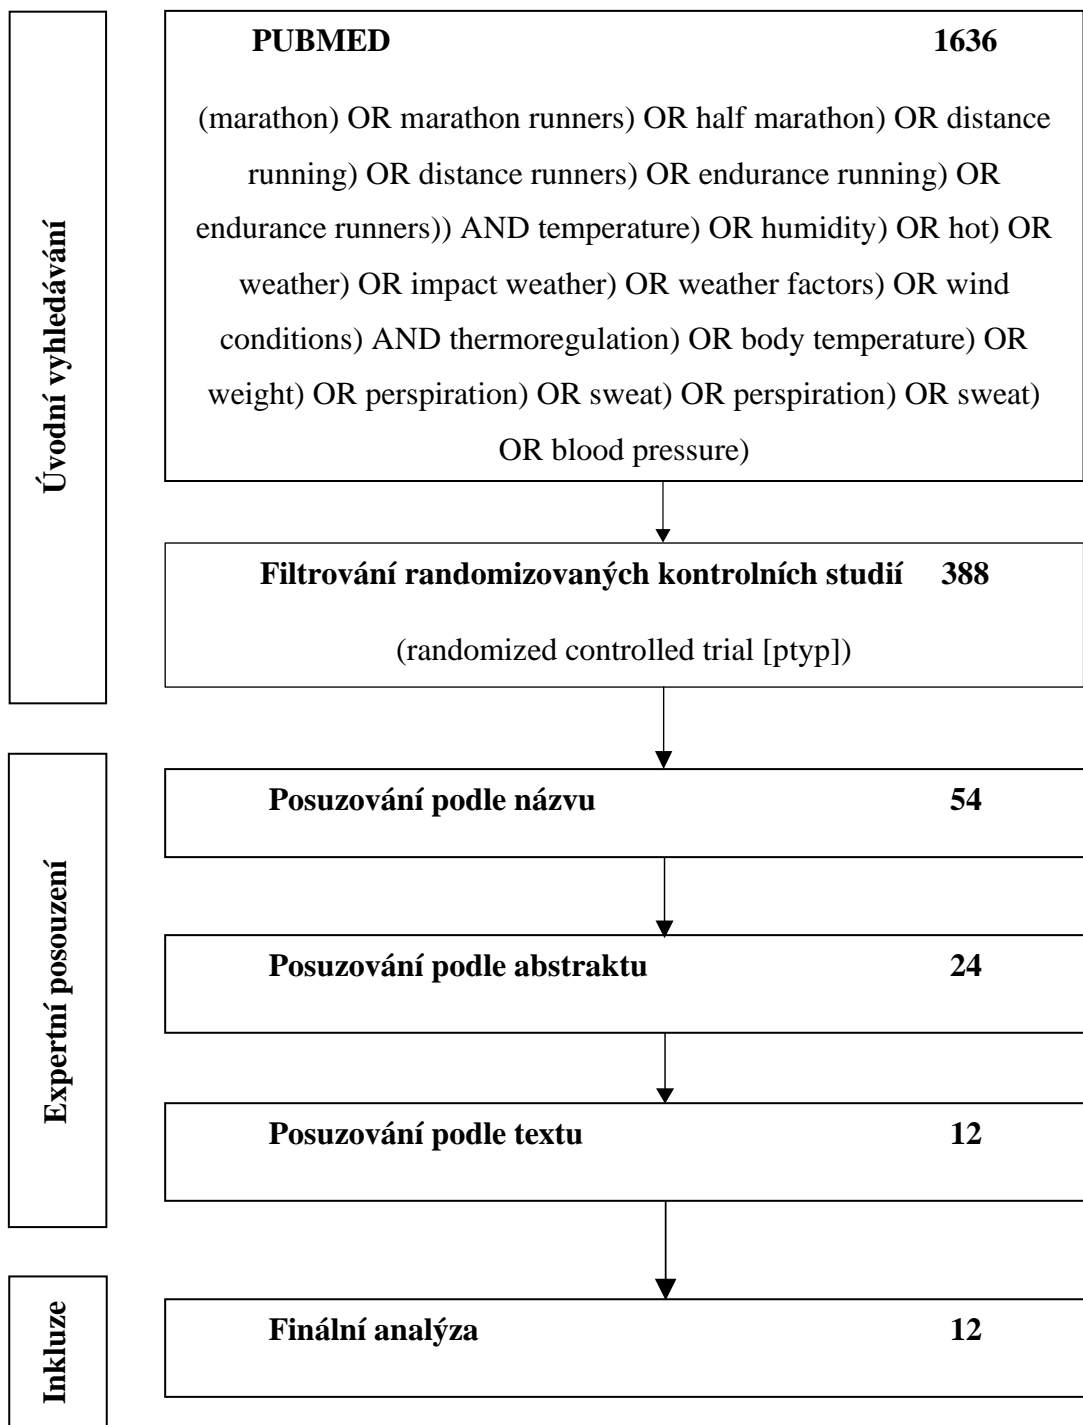 Úvodní vyhledávání
PUBMED 1636
(marathon) OR marathon runners) OR half marathon) OR distance
running) OR distance runners) OR endurance running) OR
endurance runners)) AND temperature) OR humidity) OR hot) OR
weather) OR impact weather) OR weather factors) OR wind
conditions) AND thermoregulation) OR body temperature) OR
weight) OR perspiration) OR sweat) OR perspiration) OR sweat)
OR blood pressure)
Filtrování randomizovaných kontrolních studií 388
(randomized controlled trial [ptyp])
Expertní posouzení
Posuzování podle názvu 54
Posuzování podle abstraktu 24
Posuzování podle textu 12
Inkluze
Finální analýza 12